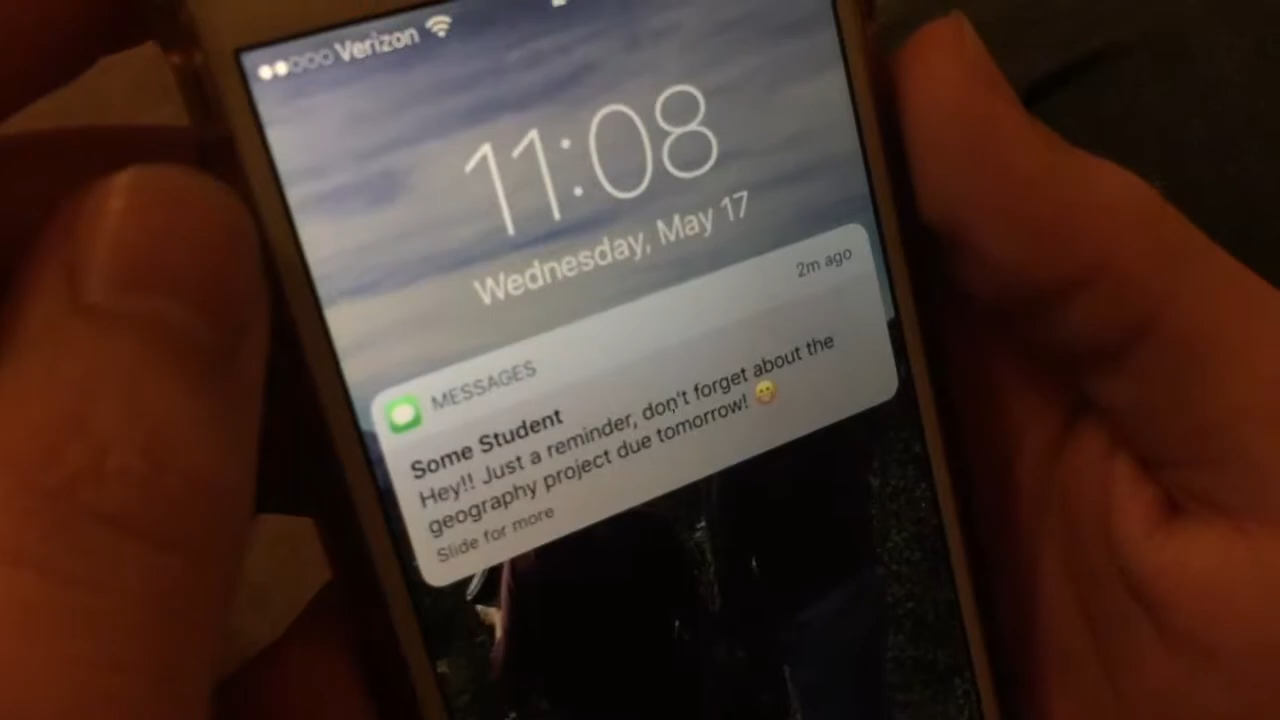 Verizon
11:08
Wednesday, May 17
MESSAGES
2m ago
Some Student
Hey!! Just a reminder, don't forget about the
geography project due tomorrow! 😁
Slide for more